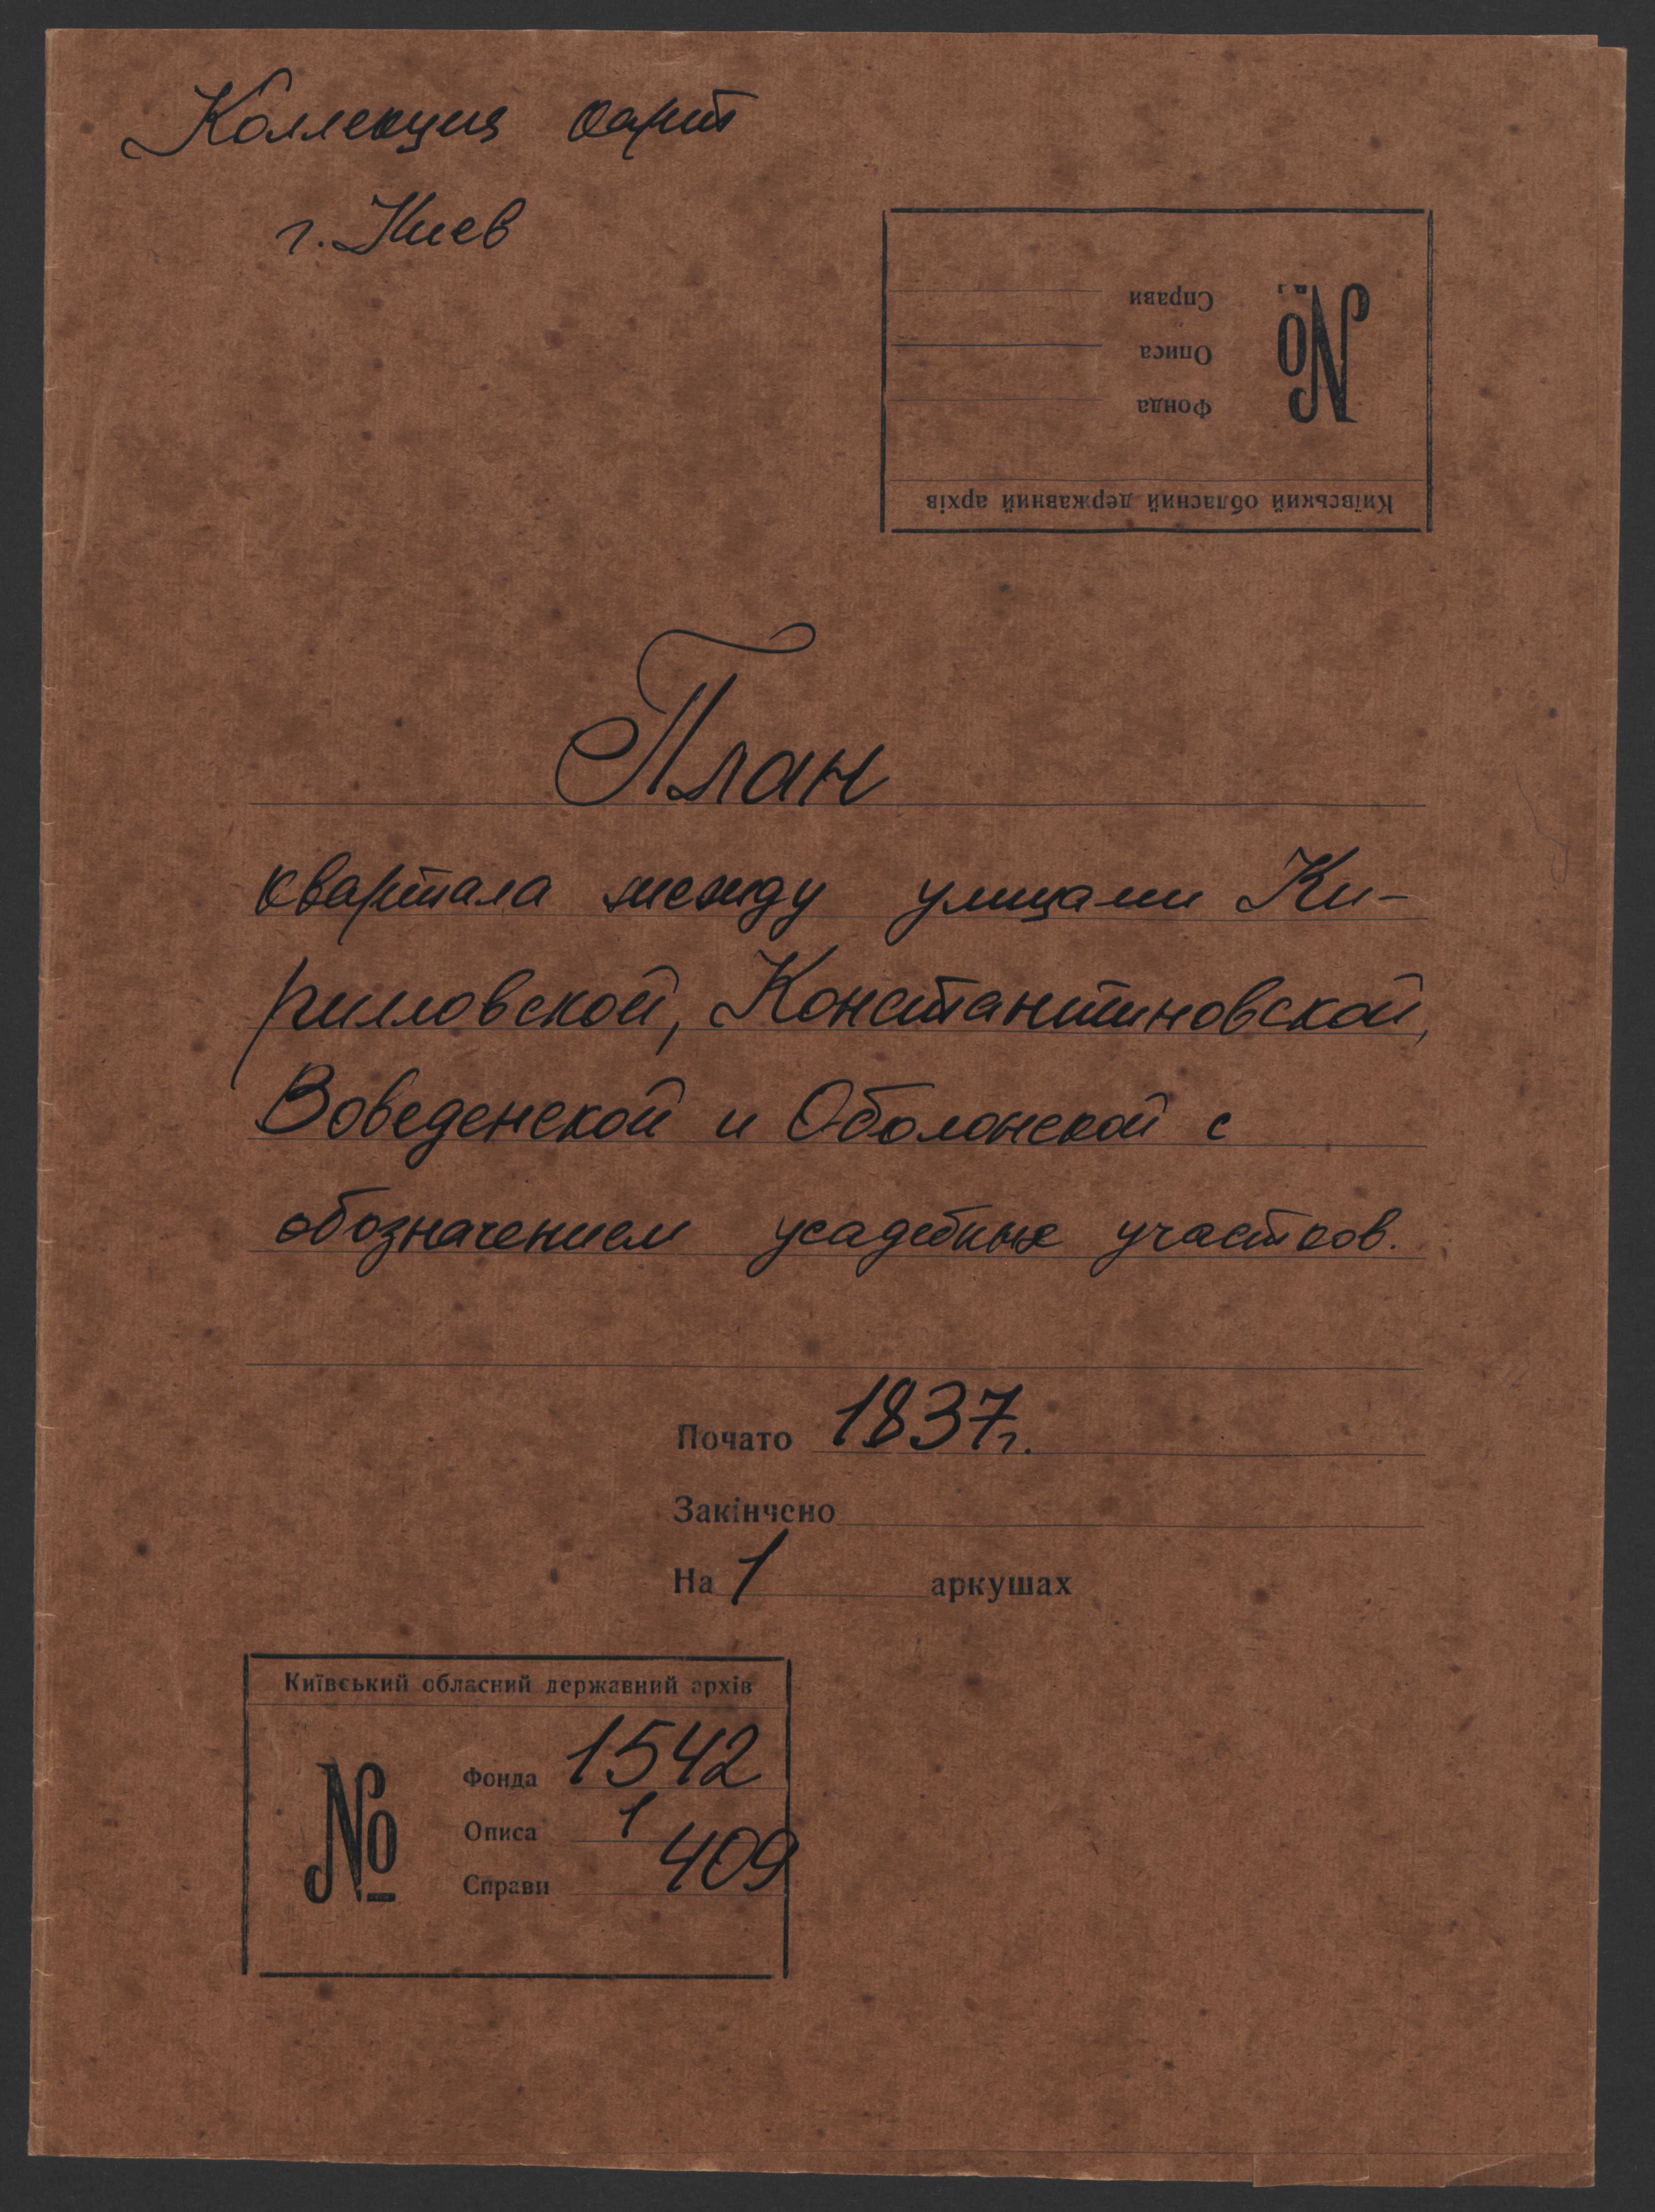 Коллекция карт
г. Киев
Київський обласний державний архів
№
Фонда
Описа
Справи
План
квартала между улицами Ки-
рилловской, Константиновской,
Воведенской и Оболонской с
обозначением усадебных участков.
Почато 1837г.
Закінчено
На 1 аркушах
Київський обласний державний архів
№
Фонда 1542
Описа 1
Справи 409